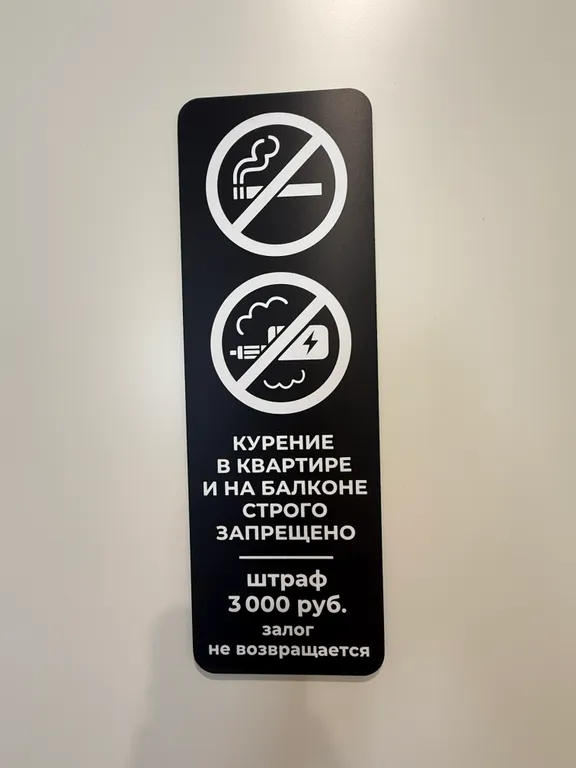 КУРЕНИЕ
В КВАРТИРЕ
И НА БАЛКОНЕ
СТРОГО
ЗАПРЕЩЕНО
штраф
3 000 руб.
залог
не возвращается